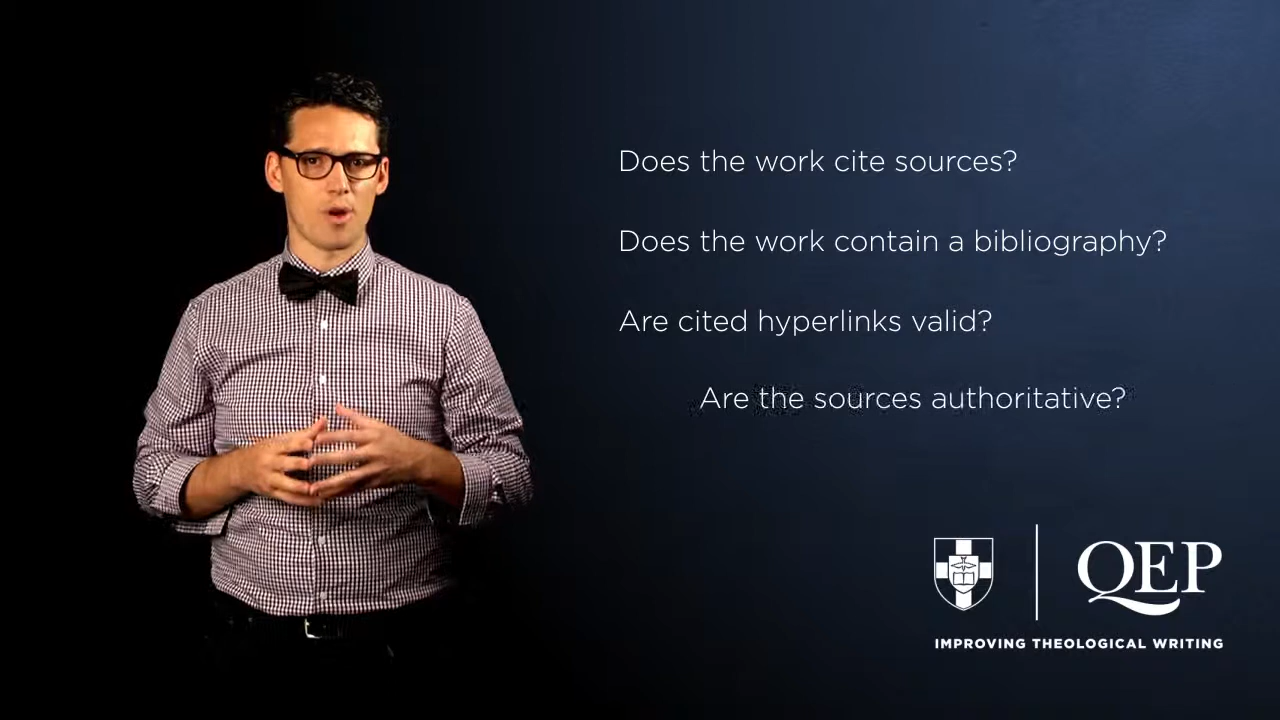 Does the work cite sources?
Does the work contain a bibliography?
Are cited hyperlinks valid?
Are the sources authoritative?
QEP
IMPROVING THEOLOGICAL WRITING